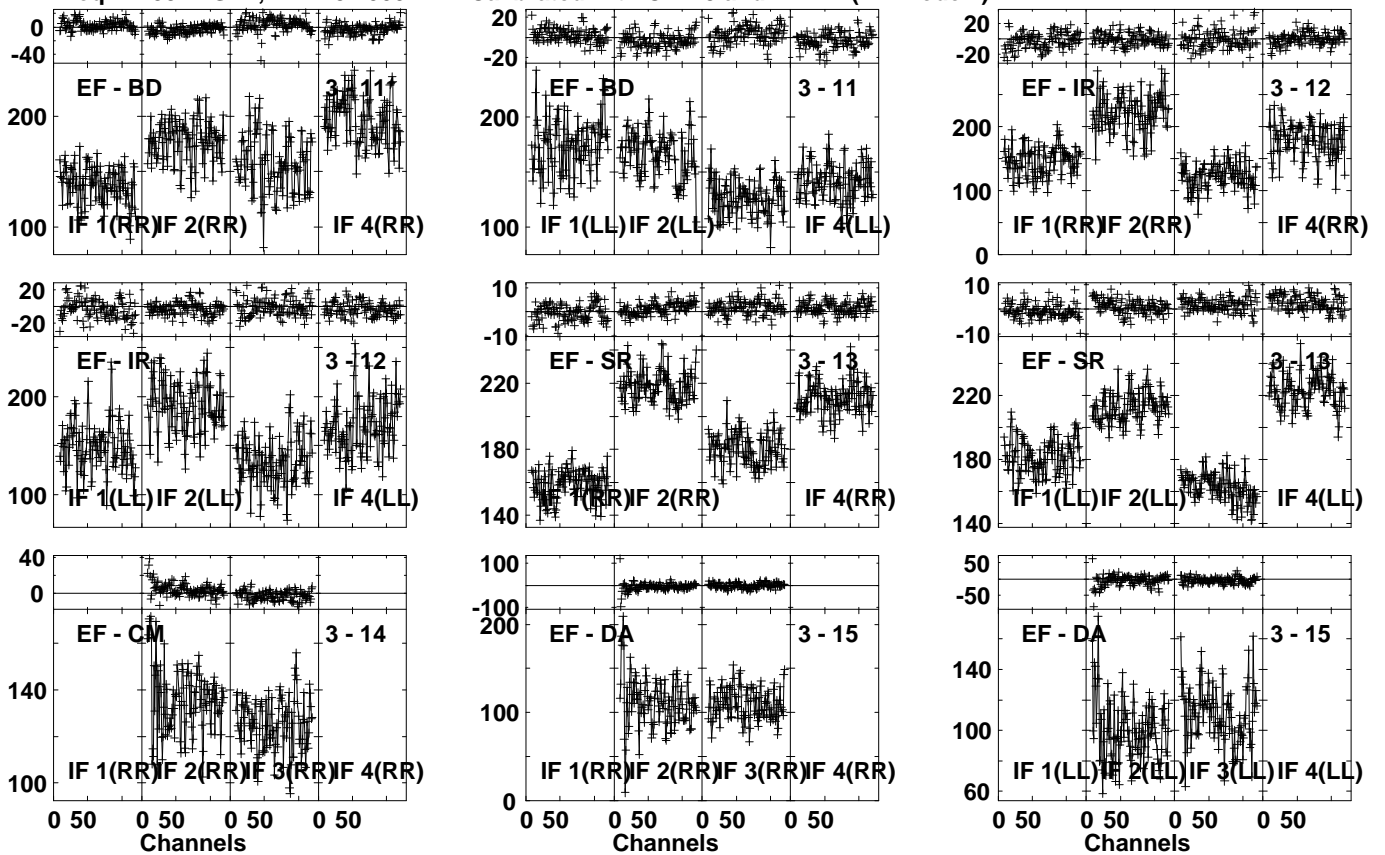 20
0
-40
20
-20
20
-20
EF - BD
3 - 11
EF - BD
3 - 11
EF - IR
3 - 12
200
100
200
100
200
100
0
IF 1(RR) IF 2(RR) IF 4(RR)
IF 1(LL) IF 2(LL) IF 4(LL)
IF 1(RR) IF 2(RR) IF 4(RR)
20
-20
10
-10
10
-10
EF - IR
3 - 12
EF - SR
3 - 13
EF - SR
3 - 13
200
100
220
180
140
220
180
140
IF 1(LL) IF 2(LL) IF 4(LL)
IF 1(RR) IF 2(RR) IF 4(RR)
IF 1(LL) IF 2(LL) IF 4(LL)
40
0
100
-100
50
-50
EF - CM
3 - 14
EF - DA
3 - 15
EF - DA
3 - 15
140
100
200
100
0
140
100
60
IF 1(RR) IF 2(RR) IF 3(RR) IF 4(RR)
IF 1(RR) IF 2(RR) IF 3(RR) IF 4(RR)
IF 1(LL) IF 2(LL) IF 3(LL) IF 4(LL)
0 50 0 50 0 50 0 50
0 50 0 50 0 50 0 50
0 50 0 50 0 50 0 50
Channels
Channels
Channels